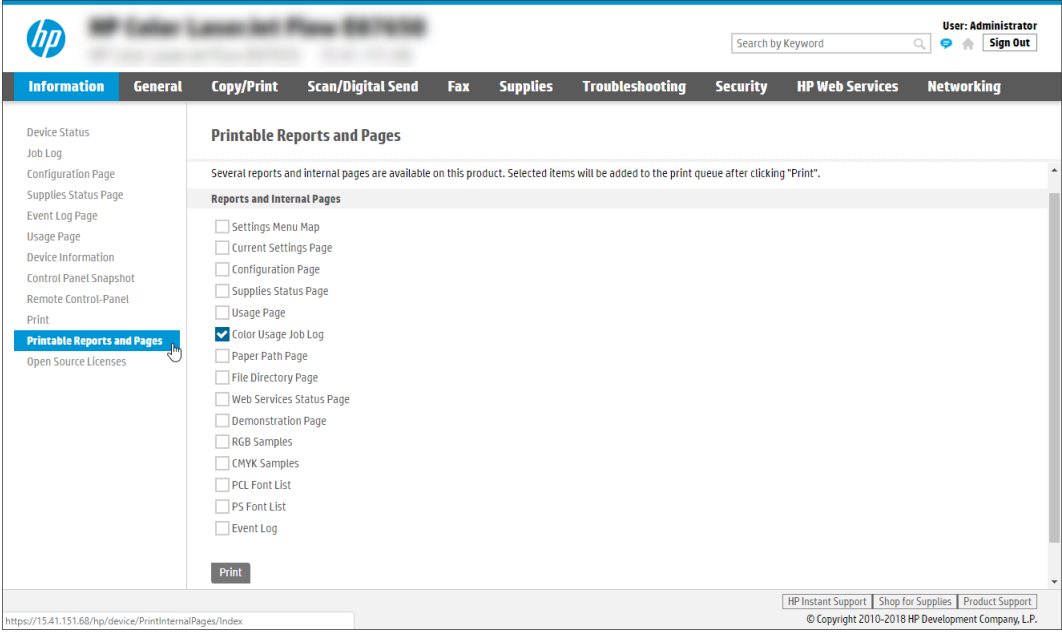 hp
User: Administrator
Search by Keyword
Sign Out
Information General Copy/Print Scan/Digital Send Fax Supplies Troubleshooting Security HP Web Services Networking
Device Status
Job Log
Configuration Page
Supplies Status Page
Event Log Page
Usage Page
Device Information
Control Panel Snapshot
Remote Control-Panel
Print
Printable Reports and Pages
Open Source Licenses
Printable Reports and Pages
Several reports and internal pages are available on this product. Selected items will be added to the print queue after clicking "Print".
Reports and Internal Pages
Settings Menu Map
Current Settings Page
Configuration Page
Supplies Status Page
Usage Page
Color Usage Job Log
Paper Path Page
File Directory Page
Web Services Status Page
Demonstration Page
RGB Samples
CMYK Samples
PCL Font List
PS Font List
Event Log
Print
HP Instant Support Shop for Supplies Product Support
https://15.41.151.68/hp/device/PrintInternalPages/Index
© Copyright 2010-2018 HP Development Company, L.P.